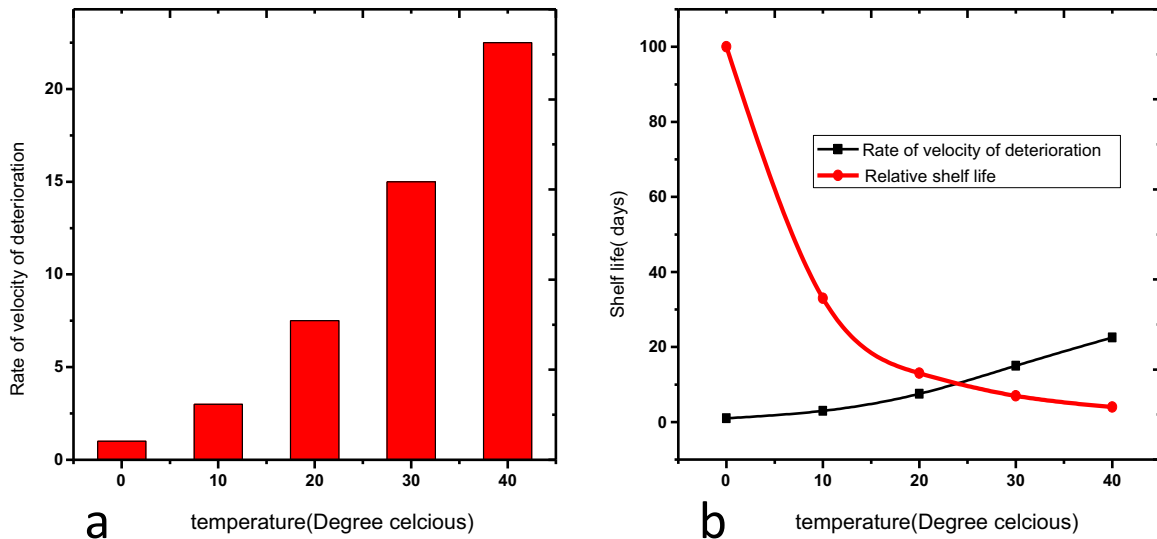 Rate of velocity of deterioration
20
15
10
5
0
0 10 20 30 40
temperature(Degree celcious)
a
Shelf life( days)
100
80
60
40
20
0
Rate of velocity of deterioration
Relative shelf life
0 10 20 30 40
temperature(Degree celcious)
b